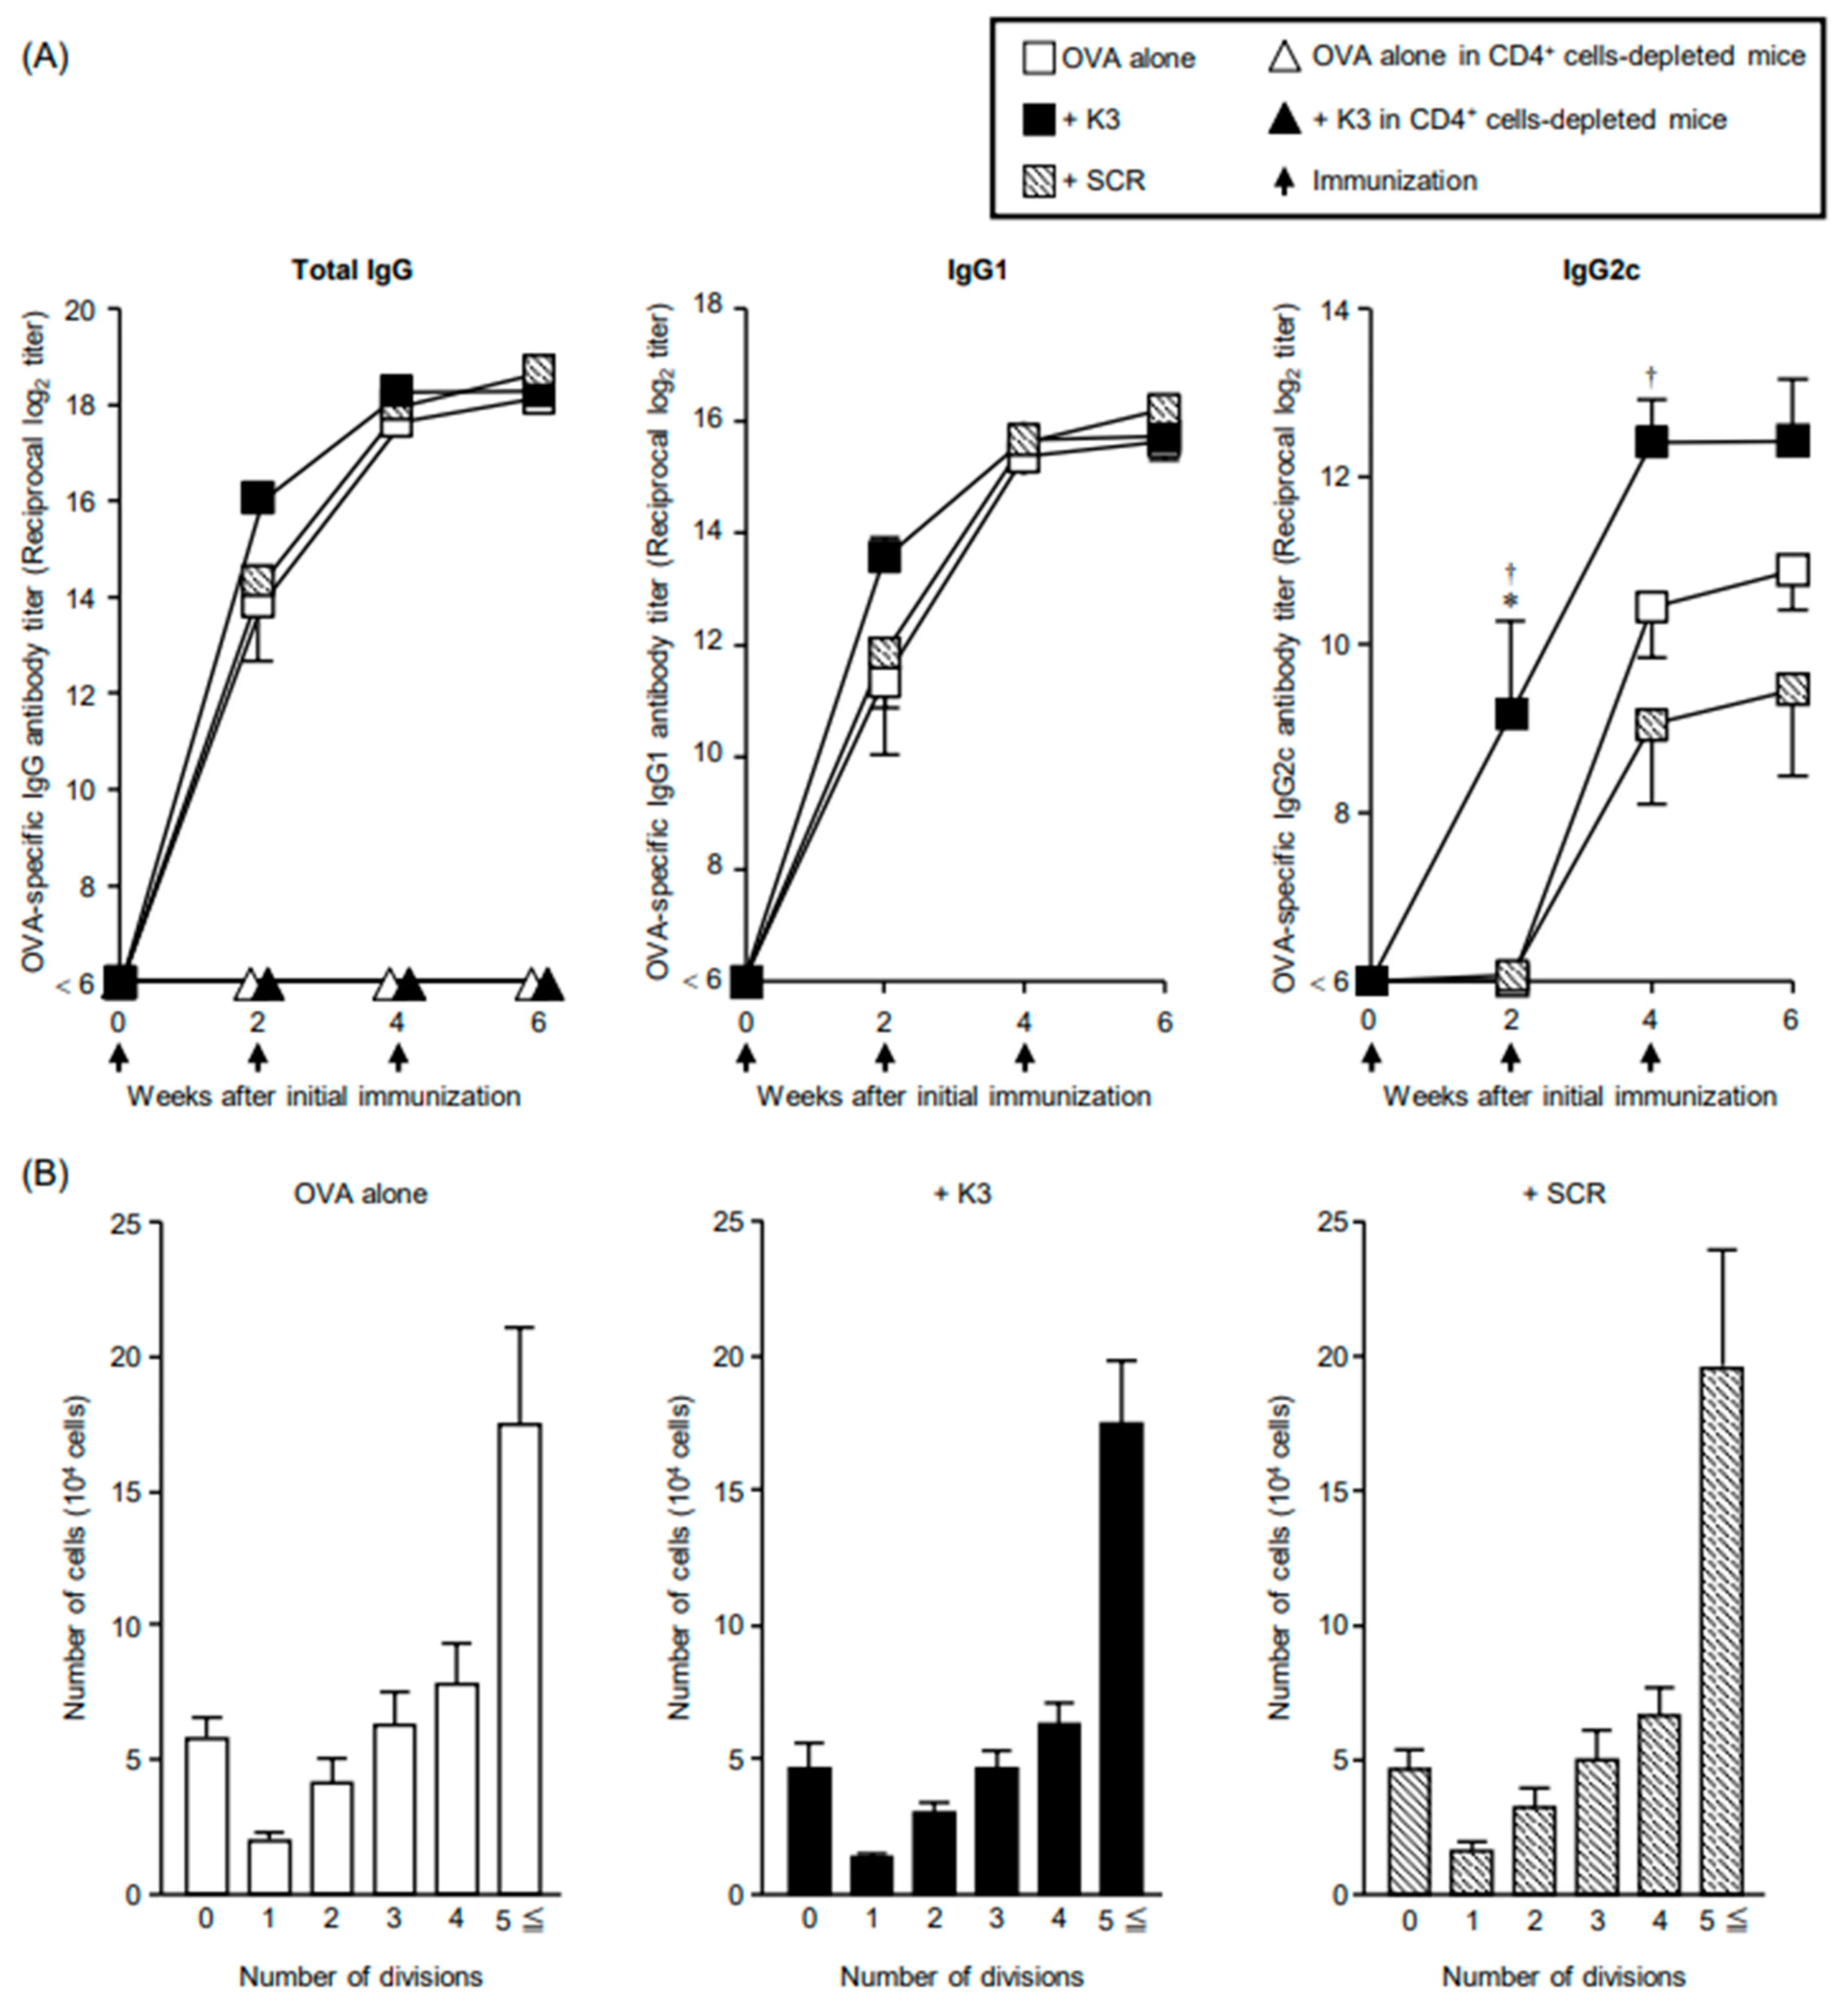 (A)
OVA alone
OVA alone in CD4⁺ cells-depleted mice
+ K3
+ K3 in CD4⁺ cells-depleted mice
+ SCR
Immunization
Total IgG
OVA-specific IgG antibody titer (Reciprocal log₂ titer)
20
18
16
14
12
10
8
< 6
0 2 4 6
Weeks after initial immunization
IgG1
OVA-specific IgG1 antibody titer (Reciprocal log₂ titer)
18
16
14
12
10
8
< 6
0 2 4 6
Weeks after initial immunization
IgG2c
OVA-specific IgG2c antibody titer (Reciprocal log₂ titer)
14
12
10
8
< 6
†
†
*
0 2 4 6
Weeks after initial immunization
(B)
OVA alone
Number of cells (10⁴ cells)
25
20
15
10
5
0
0 1 2 3 4 5 ≦
Number of divisions
+ K3
Number of cells (10⁴ cells)
25
20
15
10
5
0
0 1 2 3 4 5 ≦
Number of divisions
+ SCR
Number of cells (10⁴ cells)
25
20
15
10
5
0
0 1 2 3 4 5 ≦
Number of divisions